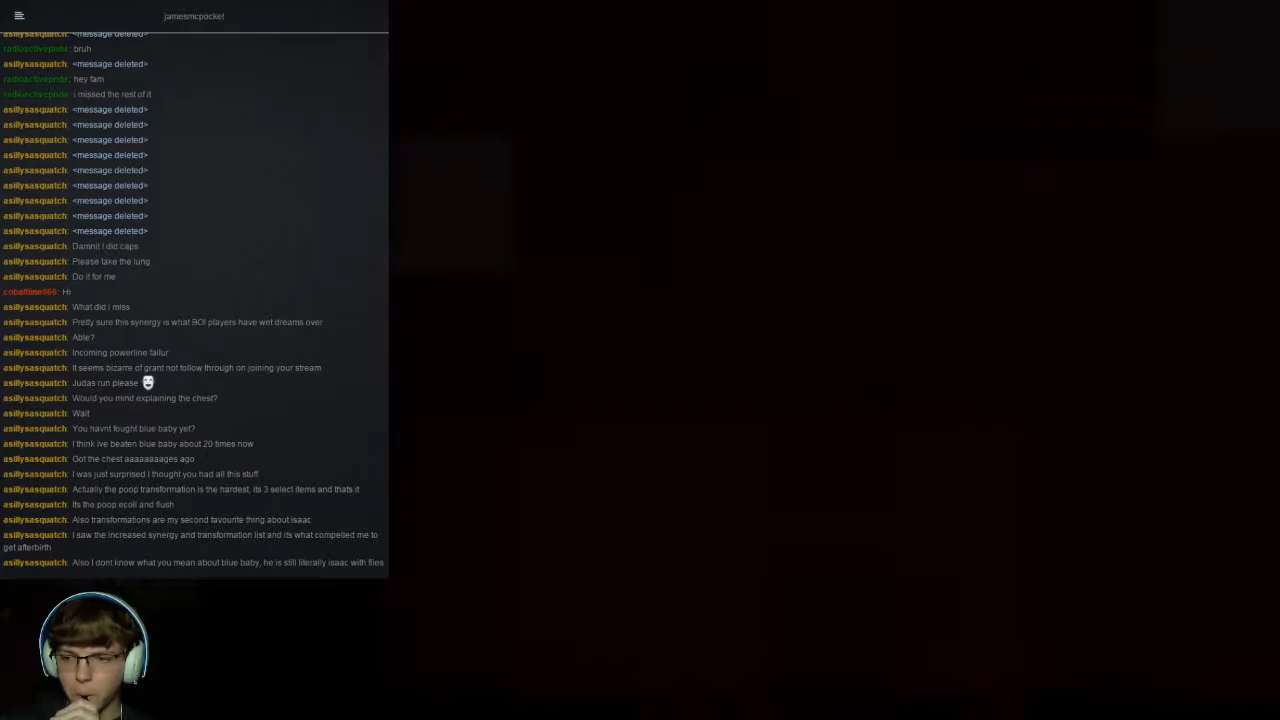 jamesmcpocket
asillysasquatch: <message deleted>
radioactivepnda: bruh
asillysasquatch: <message deleted>
radioactivepnda: hey fam
radioactivepnda: i missed the rest of it
asillysasquatch: <message deleted>
asillysasquatch: <message deleted>
asillysasquatch: <message deleted>
asillysasquatch: <message deleted>
asillysasquatch: <message deleted>
asillysasquatch: <message deleted>
asillysasquatch: <message deleted>
asillysasquatch: <message deleted>
asillysasquatch: <message deleted>
asillysasquatch: Damnit I did caps
asillysasquatch: Please take the lung
asillysasquatch: Do it for me
cobaltline966: Hi
asillysasquatch: What did i miss
asillysasquatch: Pretty sure this synergy is what BOI players have wet dreams over
asillysasquatch: Able?
asillysasquatch: Incoming powerline failur
asillysasquatch: It seems bizarre of grant not follow through on joining your stream
asillysasquatch: Judas run please
asillysasquatch: Would you mind explaining the chest?
asillysasquatch: Wait
asillysasquatch: You havnt fought blue baby yet?
asillysasquatch: I think ive beaten blue baby about 20 times now
asillysasquatch: Got the chest aaaaaaaages ago
asillysasquatch: I was just surprised I thought you had all this stuff
asillysasquatch: Actually the poop transformation is the hardest, its 3 select items and thats it
asillysasquatch: Its the poop ecoli and flush
asillysasquatch: Also transformations are my second favourite thing about isaac
asillysasquatch: I saw the increased synergy and transformation list and its what compelled me to
get afterbirth
asillysasquatch: Also I dont know what you mean about blue baby, he is still literally isaac with flies